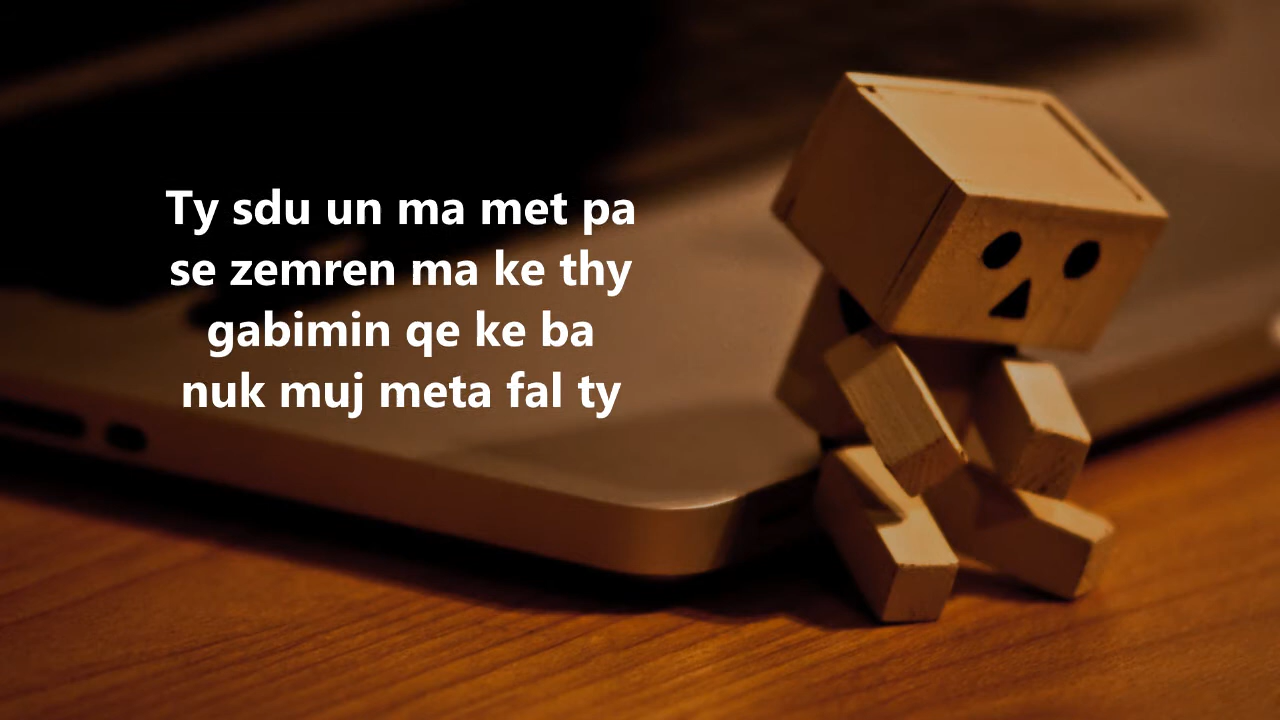 Ty sdu un ma met pa
se zemren ma ke thy
gabimin qe ke ba
nuk muj meta fal ty